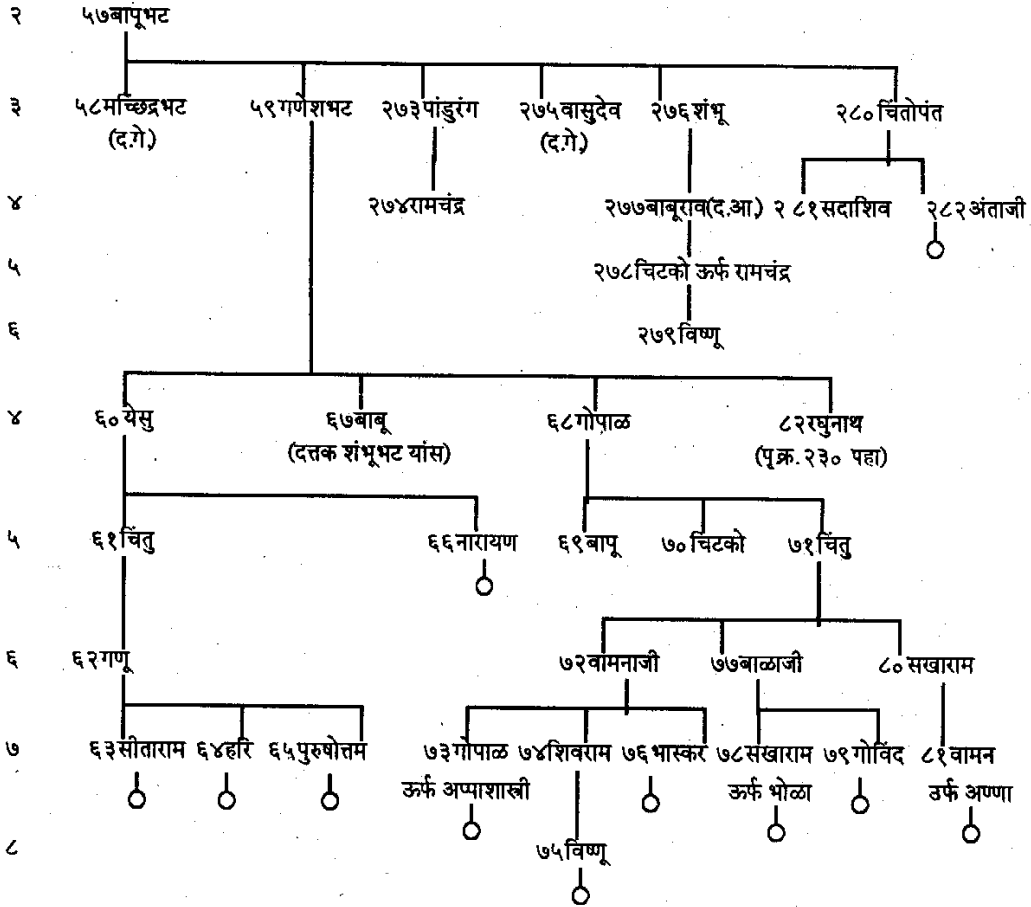 २ ५७बापूभट
३ ५८मच्छिद्रभट ५९गणेशभट २७३पांडुरंग २७५वासुदेव २७६शंभू २८०चिंतोपंत
(द.गे.) (द.गे.)
४ २७४रामचंद्र २७७बाबूराव(द.आ.) २८१सदाशिव २८२अंताजी
५ २७८चिटको ऊर्फ रामचंद्र
६ २७९विष्णू
४ ६०येसु ६७बाबू ६८गोपाळ ८२रघुनाथ
(दत्तक शंभूभट यांस) (पृ.क्र.२३० पहा)
५ ६१चिंतु ६६नारायण ६९बापू ७०चिटको ७१चिंतु
६ ६२गणू ७२वामनाजी ७७बाळाजी ८०सखाराम
७ ६३सीताराम ६४हरि ६५पुरुषोत्तम ७३गोपाळ ७४शिवराम ७६भास्कर ७८सखाराम ७९गोविंद ८१वामन
ऊर्फ अप्पाशास्त्री ऊर्फ भोळा उर्फ अण्णा
८ ७५विष्णू